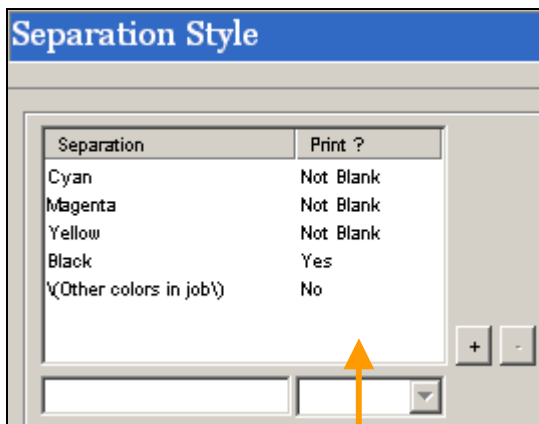 Separation Style
Separation Print ?
Cyan Not Blank
Magenta Not Blank
Yellow Not Blank
Black Yes
\(Other colors in job\) No
+ -